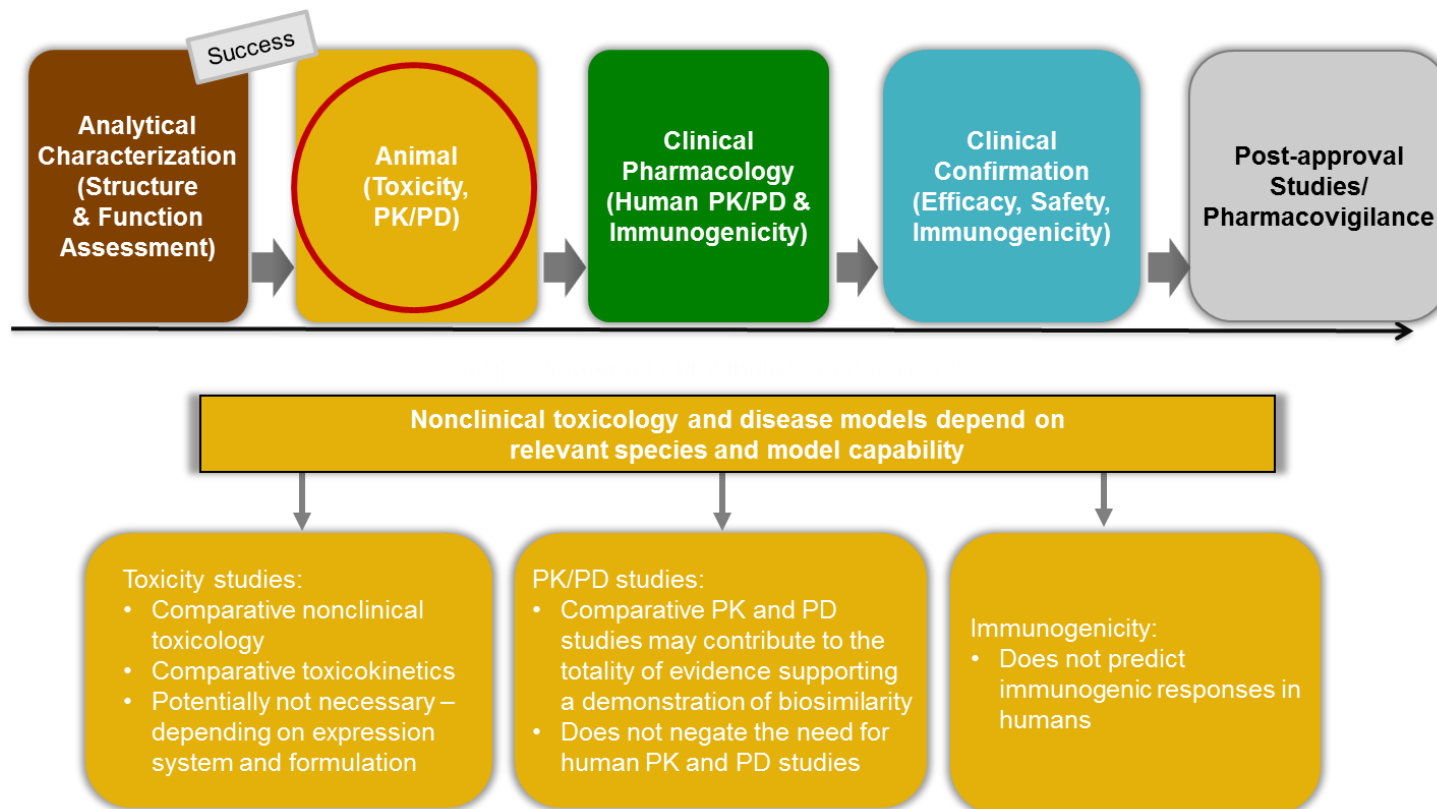 Success
Analytical
Characterization
(Structure
& Function
Assessment)
Animal
(Toxicity,
PK/PD)
Clinical
Pharmacology
(Human PK/PD &
Immunogenicity)
Clinical
Confirmation
(Efficacy, Safety,
Immunogenicity)
Post-approval
Studies/
Pharmacovigilance
Nonclinical toxicology and disease models depend on
relevant species and model capability
Toxicity studies:
• Comparative nonclinical
toxicology
• Comparative toxicokinetics
• Potentially not necessary –
depending on expression
system and formulation
PK/PD studies:
• Comparative PK and PD
studies may contribute to the
totality of evidence supporting
a demonstration of biosimilarity
• Does not negate the need for
human PK and PD studies
Immunogenicity:
• Does not predict
immunogenic responses in
humans